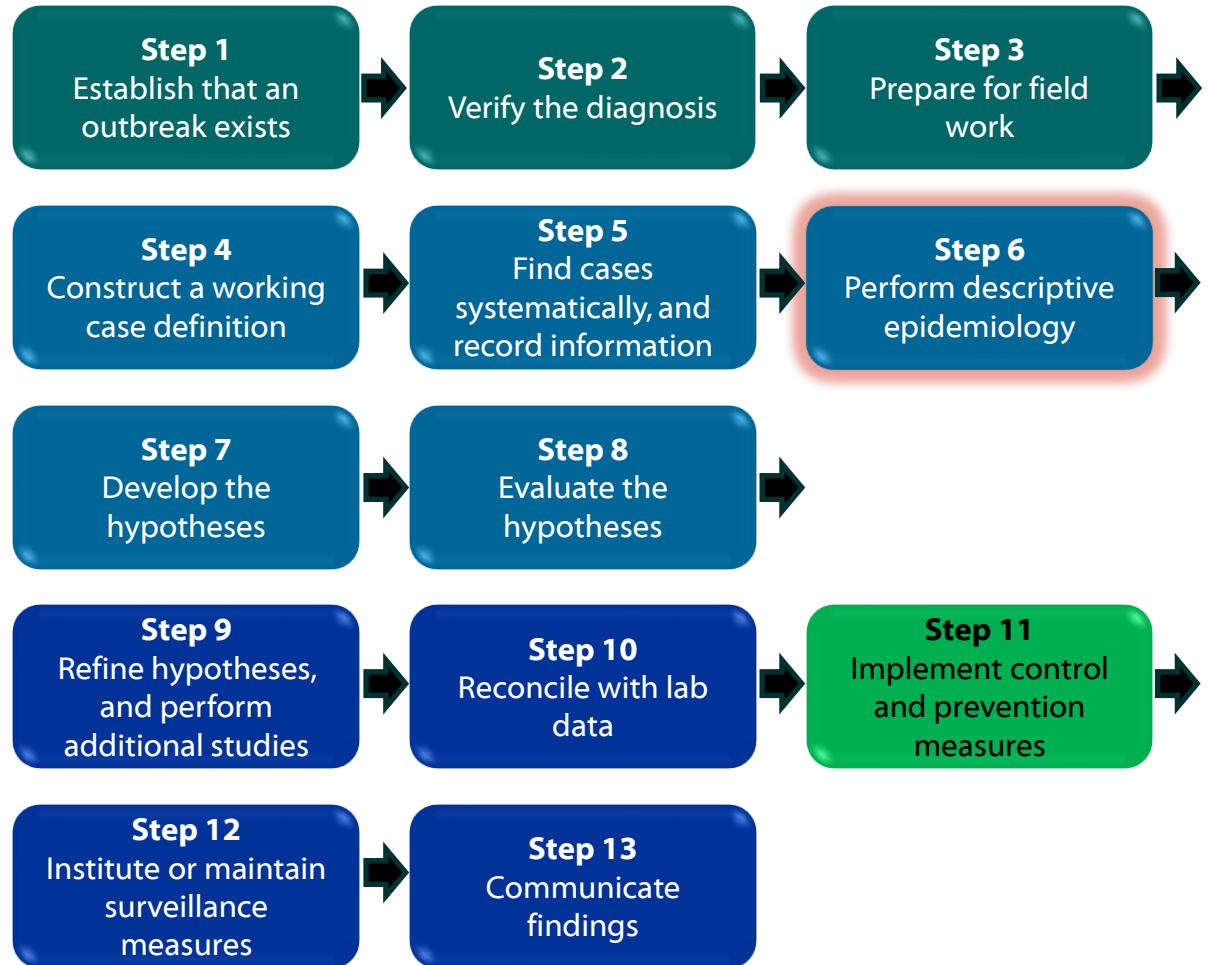 Step 1
Establish that an
outbreak exists
Step 2
Verify the diagnosis
Step 3
Prepare for field
work
Step 4
Construct a working
case definition
Step 5
Find cases
systematically, and
record information
Step 6
Perform descriptive
epidemiology
Step 7
Develop the
hypotheses
Step 8
Evaluate the
hypotheses
Step 9
Refine hypotheses,
and perform
additional studies
Step 10
Reconcile with lab
data
Step 11
Implement control
and prevention
measures
Step 12
Institute or maintain
surveillance
measures
Step 13
Communicate
findings